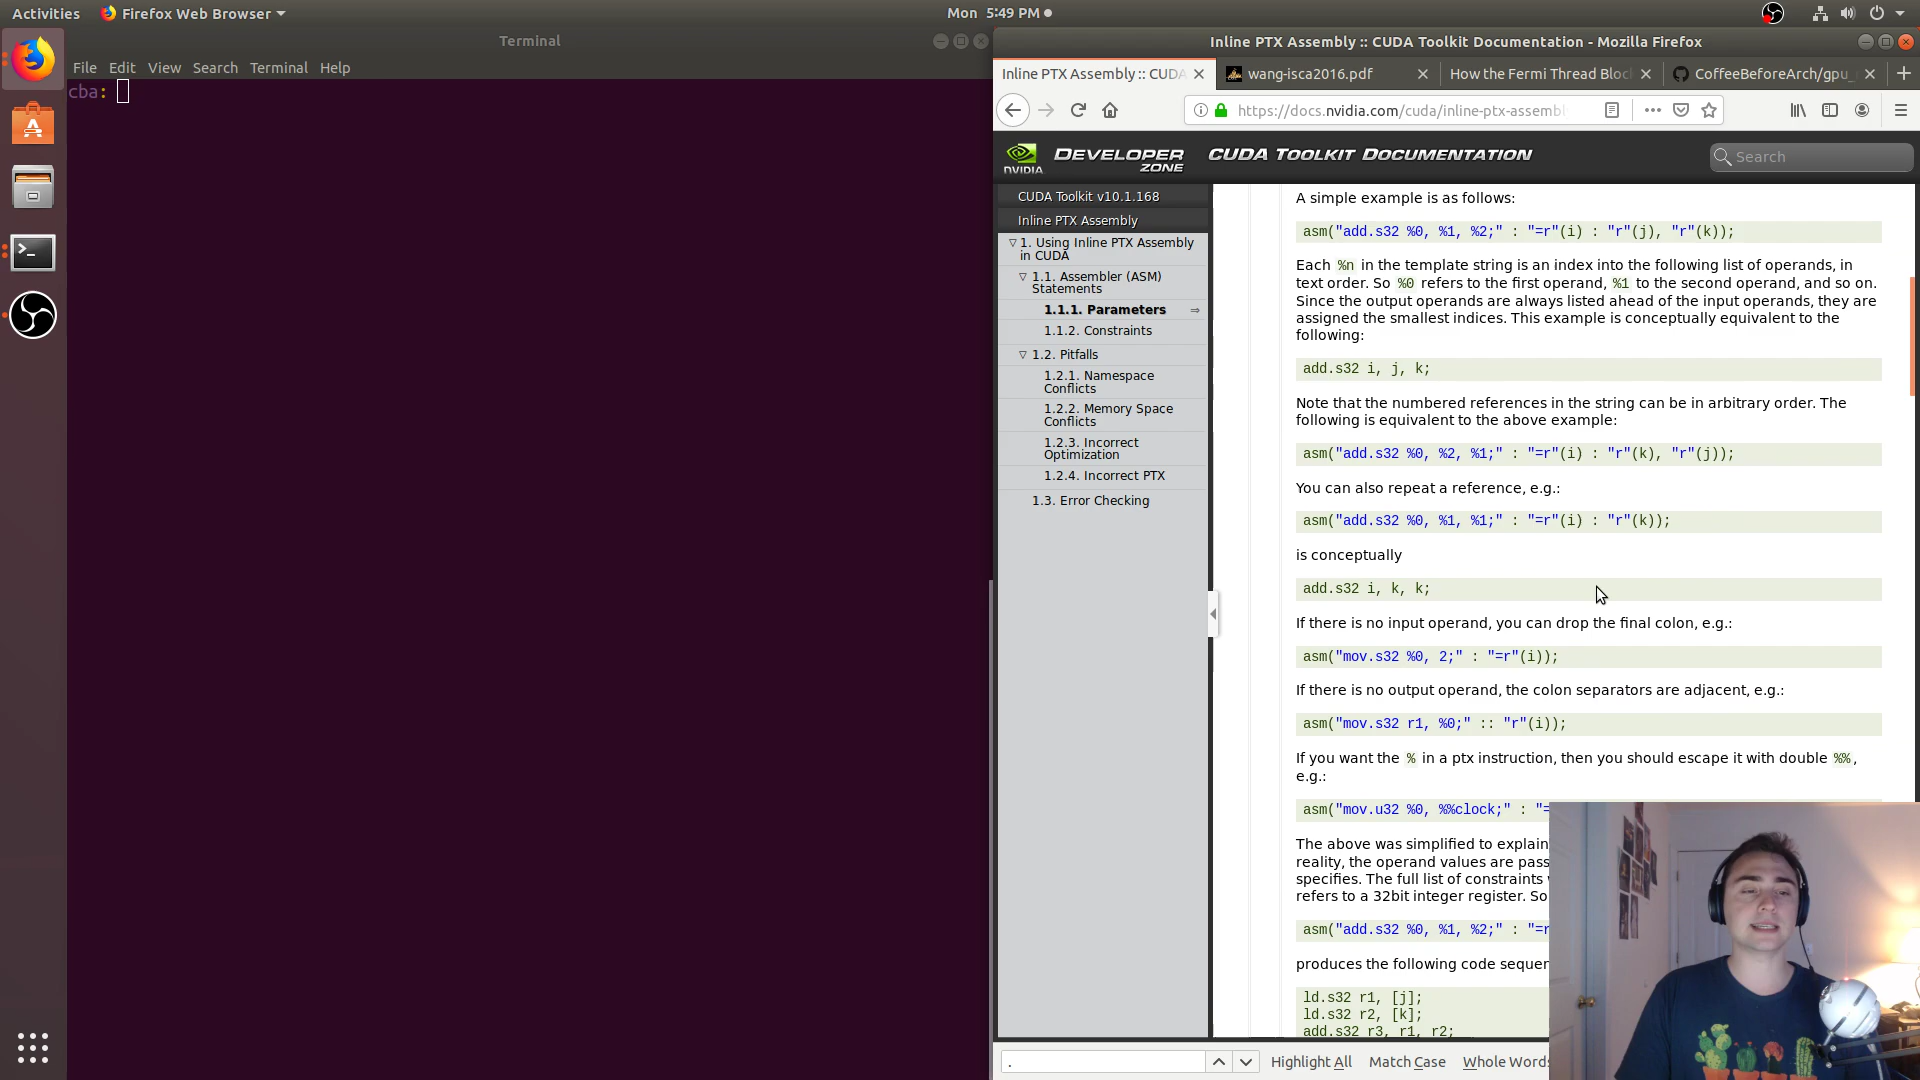 Activities
Firefox Web Browser
Mon 5:49 PM
Terminal
File Edit View Search Terminal Help
cba:
Inline PTX Assembly :: CUDA Toolkit Documentation - Mozilla Firefox
Inline PTX Assembly :: CUDA
wang-isca2016.pdf
How the Fermi Thread Bloc
CoffeeBeforeArch/gpu_
https://docs.nvidia.com/cuda/inline-ptx-assembl
NVIDIA
DEVELOPER ZONE
CUDA TOOLKIT DOCUMENTATION
Search
CUDA Toolkit v10.1.168
Inline PTX Assembly
1. Using Inline PTX Assembly
in CUDA
1.1. Assembler (ASM)
Statements
1.1.1. Parameters
1.1.2. Constraints
1.2. Pitfalls
1.2.1. Namespace
Conflicts
1.2.2. Memory Space
Conflicts
1.2.3. Incorrect
Optimization
1.2.4. Incorrect PTX
1.3. Error Checking
A simple example is as follows:
asm("add.s32 %0, %1, %2;" : "=r"(i) : "r"(j), "r"(k));
Each %n in the template string is an index into the following list of operands, in
text order. So %0 refers to the first operand, %1 to the second operand, and so on.
Since the output operands are always listed ahead of the input operands, they are
assigned the smallest indices. This example is conceptually equivalent to the
following:
add.s32 i, j, k;
Note that the numbered references in the string can be in arbitrary order. The
following is equivalent to the above example:
asm("add.s32 %0, %2, %1;" : "=r"(i) : "r"(k), "r"(j));
You can also repeat a reference, e.g.:
asm("add.s32 %0, %1, %1;" : "=r"(i) : "r"(k));
is conceptually
add.s32 i, k, k;
If there is no input operand, you can drop the final colon, e.g.:
asm("mov.s32 %0, 2;" : "=r"(i));
If there is no output operand, the colon separators are adjacent, e.g.:
asm("mov.s32 r1, %0;" :: "r"(i));
If you want the % in a ptx instruction, then you should escape it with double %%,
e.g.:
asm("mov.u32 %0, %%clock;" : "=
The above was simplified to explain
reality, the operand values are pass
specifies. The full list of constraints
refers to a 32bit integer register. So
asm("add.s32 %0, %1, %2;" : "=r
produces the following code sequen
ld.s32 r1, [j];
ld.s32 r2, [k];
add.s32 r3, r1, r2;
.
Highlight All Match Case Whole Words